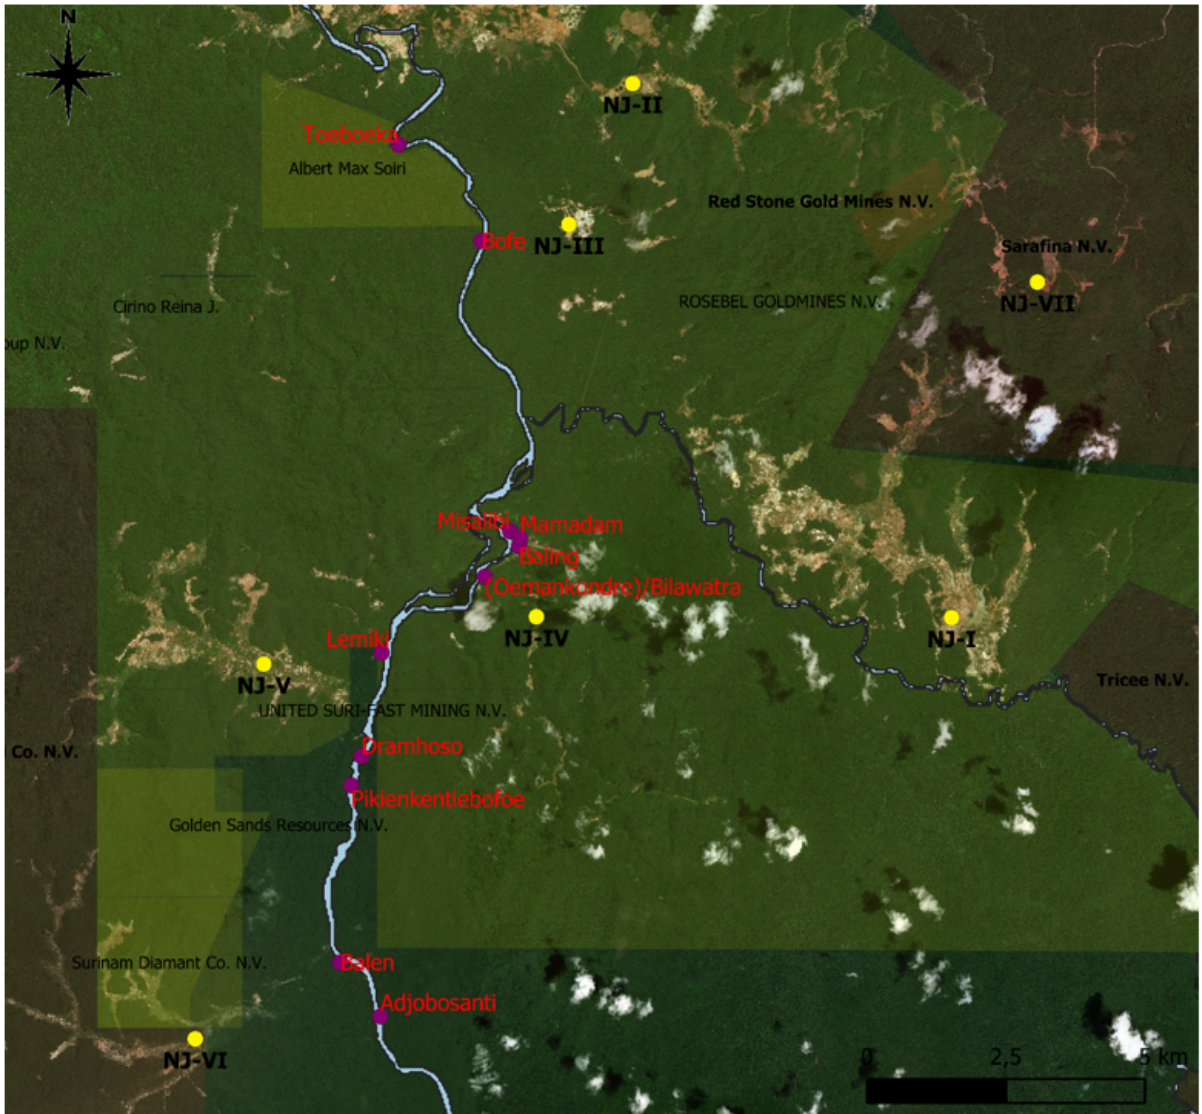 N
NJ-II
Toeboeka
Albert Max Soiri
Red Stone Gold Mines N.V.
Bofe
NJ-III
Sarafina N.V.
NJ-VII
Cirino Reina J.
ROSEBEL GOLDMINES N.V.
oup N.V.
Misalibi
Mamadam
Baling
(Oemankondre)/Bilawatra
Lemiki
NJ-IV
NJ-I
NJ-V
Tricee N.V.
UNITED SURI-FAST MINING N.V.
Dramhoso
Co. N.V.
Pikienkentiebofoe
Golden Sands Resources N.V.
Surinam Diamant Co. N.V.
Balen
Adjobosanti
NJ-VI
0 2,5 5 km